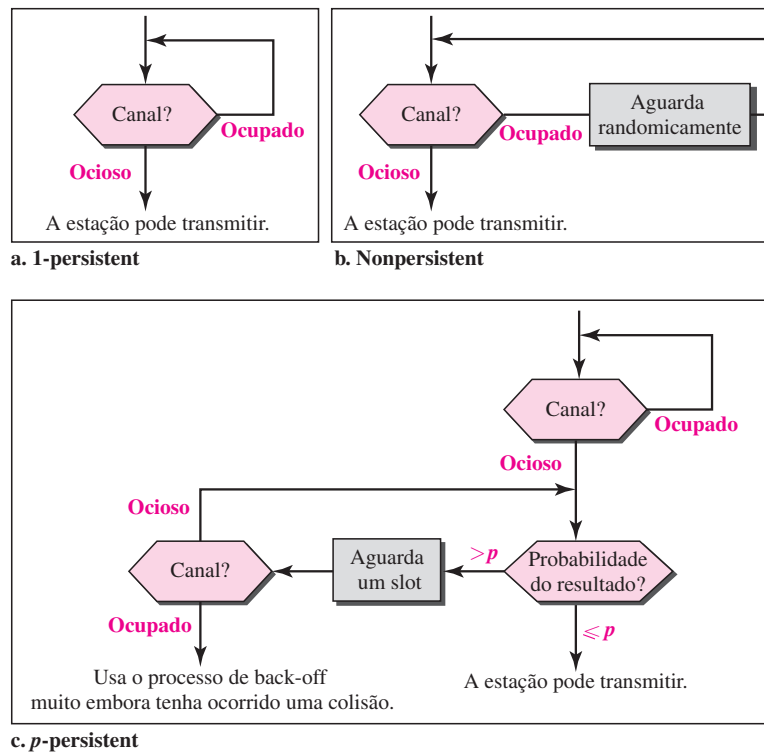 Canal?
Ocupado
Ocioso
A estação pode transmitir.
a. 1-persistent
Canal?
Ocupado
Aguarda
randomicamente
Ocioso
A estação pode transmitir.
b. Nonpersistent
Canal?
Ocupado
Ocioso
Ocioso
Canal?
Aguarda
um slot
>p
Probabilidade
do resultado?
Ocupado
⩽ p
Usa o processo de back-off
muito embora tenha ocorrido uma colisão.
A estação pode transmitir.
c. p-persistent